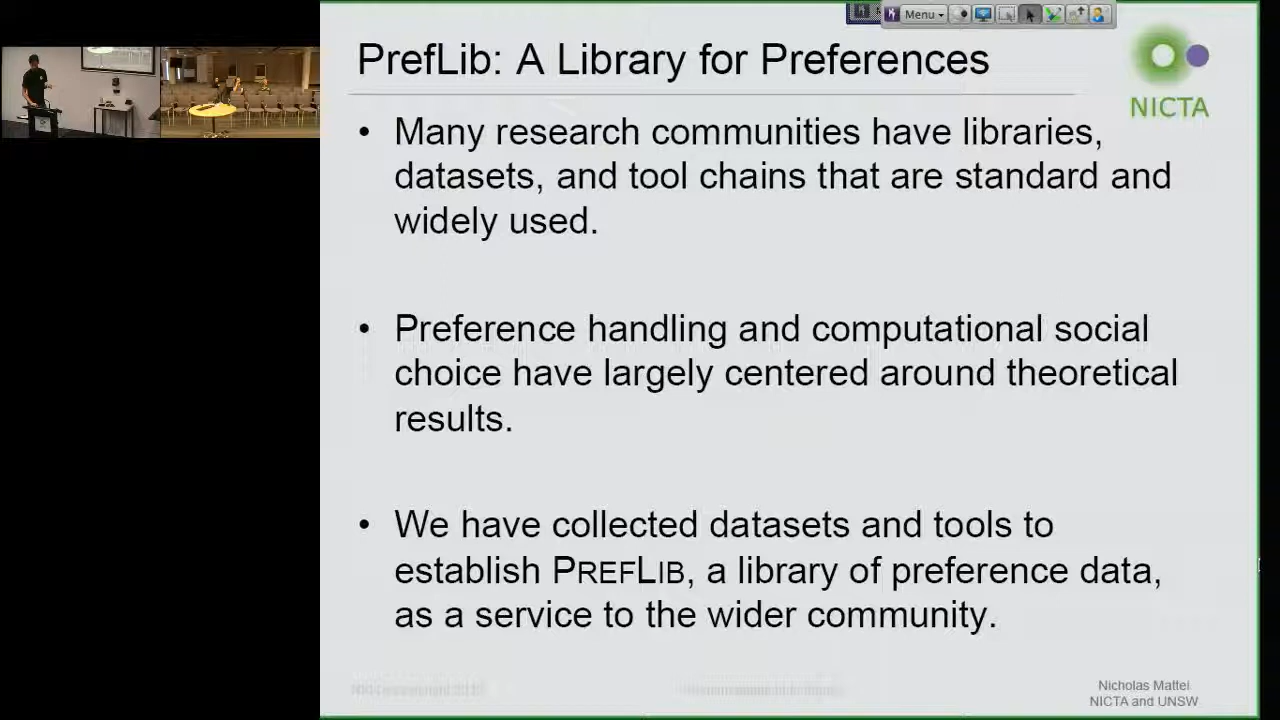 Menu
PrefLib: A Library for Preferences
NICTA
• Many research communities have libraries,
datasets, and tool chains that are standard and
widely used.
• Preference handling and computational social
choice have largely centered around theoretical
results.
• We have collected datasets and tools to
establish PREFLIB, a library of preference data,
as a service to the wider community.
Nicholas Mattei
NICTA and UNSW